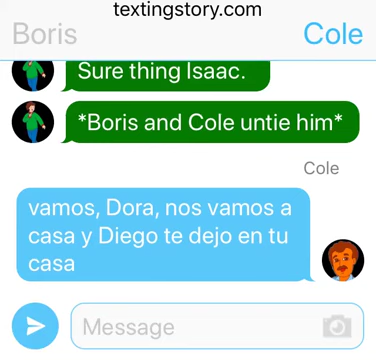 textingstory.com
Boris
Cole
Sure thing Isaac.
*Boris and Cole untie him*
Cole
vamos, Dora, nos vamos a
casa y Diego te dejo en tu
casa
Message